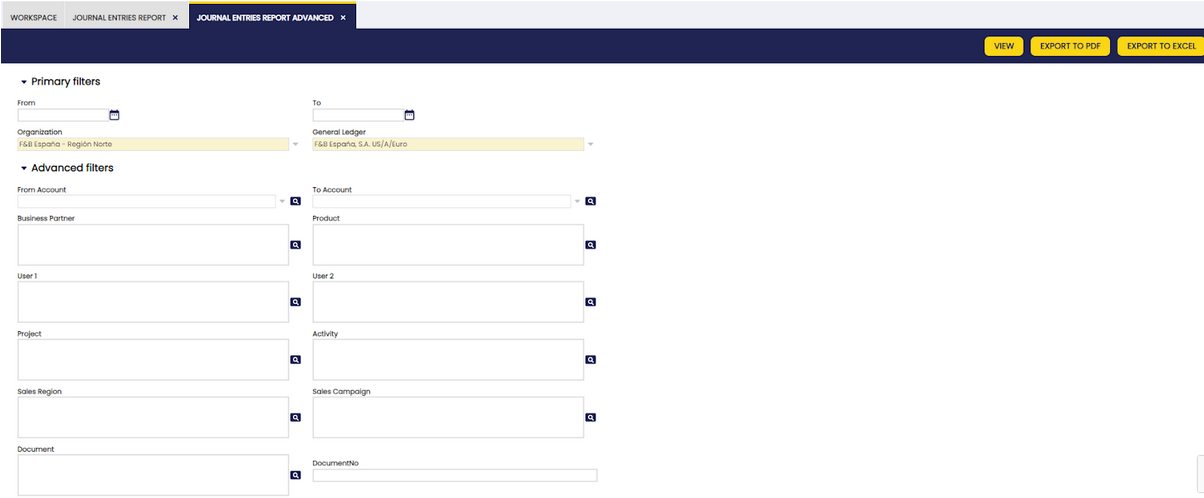 WORKSPACE JOURNAL ENTRIES REPORT × JOURNAL ENTRIES REPORT ADVANCED ×
VIEW EXPORT TO PDF EXPORT TO EXCEL
Primary filters
From To
Organization General Ledger
F&B España - Región Norte F&B España, S.A. US/A/Euro
Advanced filters
From Account To Account
Business Partner Product
User 1 User 2
Project Activity
Sales Region Sales Campaign
Document
DocumentNo